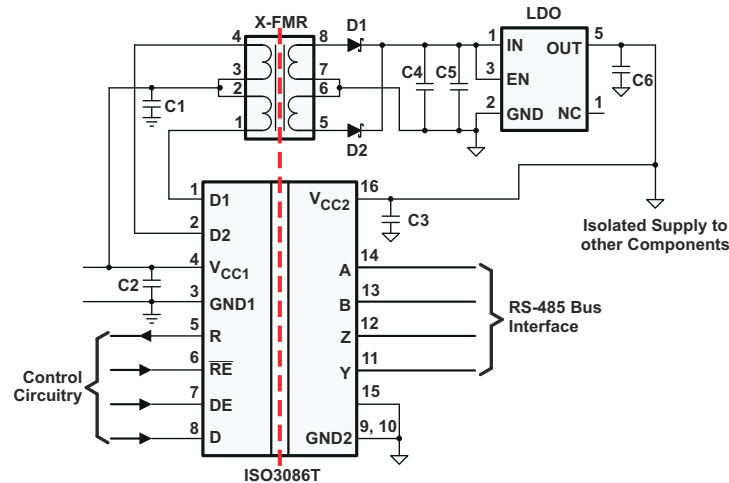 X-FMR
D1
LDO
4
8
1
IN
OUT
5
3
7
C4
C5
3
EN
C6
2
6
C1
2
GND
NC
1
1
5
D2
1
D1
VCC2
16
C3
2
D2
Isolated Supply to
other Components
4
VCC1
A
14
C2
3
GND1
B
13
RS-485 Bus
Interface
5
R
Z
12
6
RE
Y
11
Control
Circuitry
7
DE
15
8
D
GND2
9, 10
ISO3086T